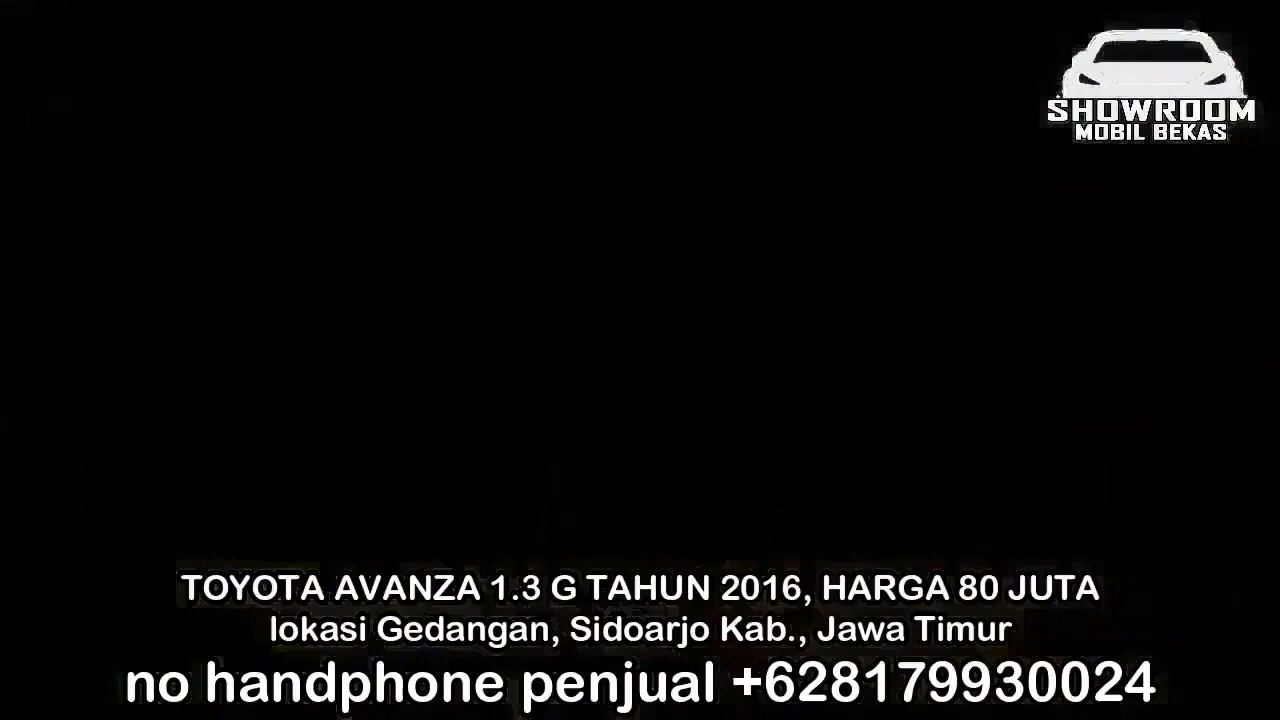 SHOWROOM
MOBIL BEKAS
TOYOTA AVANZA 1.3 G TAHUN 2016, HARGA 80 JUTA
lokasi Gedangan, Sidoarjo Kab., Jawa Timur
no handphone penjual +628179930024